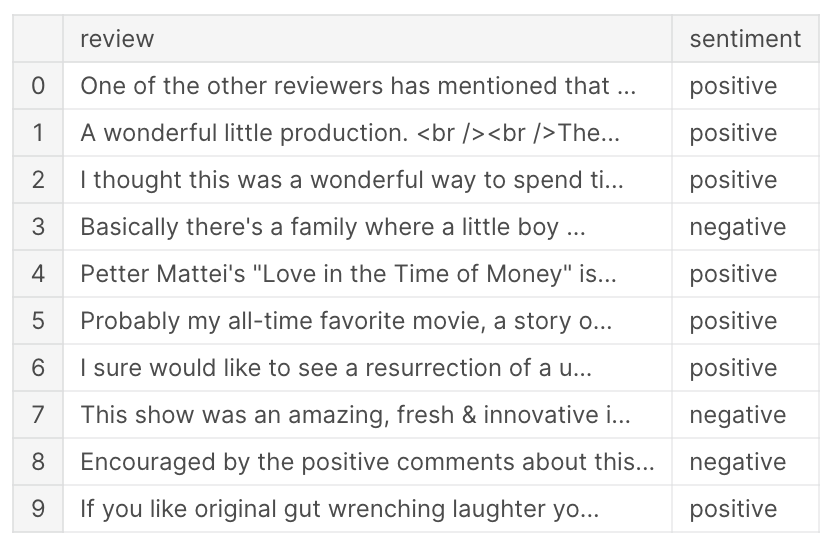 review sentiment
0 One of the other reviewers has mentioned that ... positive
1 A wonderful little production. <br /><br />The... positive
2 I thought this was a wonderful way to spend ti... positive
3 Basically there's a family where a little boy ... negative
4 Petter Mattei's "Love in the Time of Money" is... positive
5 Probably my all-time favorite movie, a story o... positive
6 I sure would like to see a resurrection of a u... positive
7 This show was an amazing, fresh & innovative i... negative
8 Encouraged by the positive comments about this... negative
9 If you like original gut wrenching laughter yo... positive